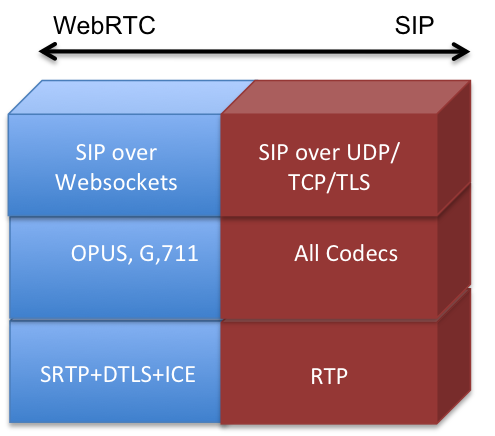 WebRTC SIP
SIP over
Websockets
SIP over UDP/
TCP/TLS
OPUS, G,711
All Codecs
SRTP+DTLS+ICE
RTP